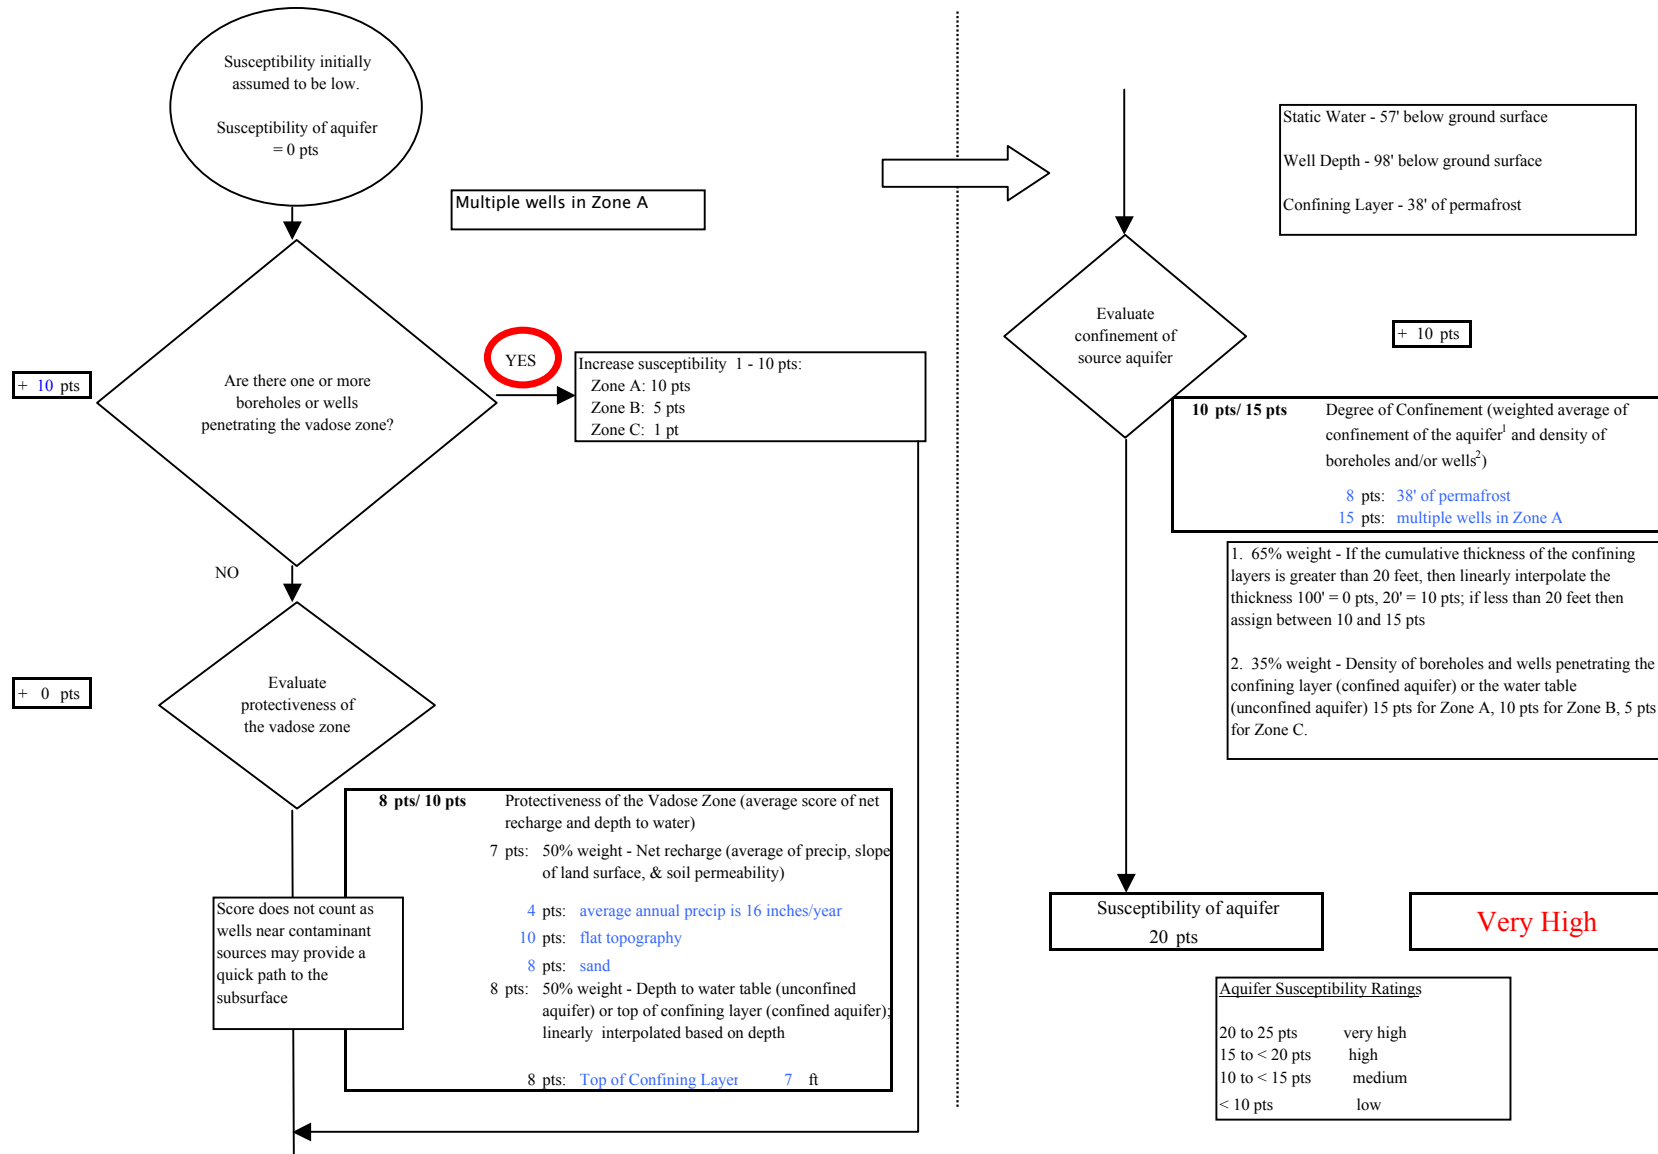 Susceptibility initially
assumed to be low.
Susceptibility of aquifer
= 0 pts
Multiple wells in Zone A
+ 10 pts
Are there one or more
boreholes or wells
penetrating the vadose zone?
YES
Increase susceptibility 1 - 10 pts:
Zone A: 10 pts
Zone B: 5 pts
Zone C: 1 pt
NO
+ 0 pts
Evaluate
protectiveness of
the vadose zone
8 pts/ 10 pts Protectiveness of the Vadose Zone (average score of net
recharge and depth to water)
7 pts: 50% weight - Net recharge (average of precip, slope
of land surface, & soil permeability)
4 pts: average annual precip is 16 inches/year
10 pts: flat topography
8 pts: sand
8 pts: 50% weight - Depth to water table (unconfined
aquifer) or top of confining layer (confined aquifer);
linearly interpolated based on depth
8 pts: Top of Confining Layer 7 ft
Score does not count as
wells near contaminant
sources may provide a
quick path to the
subsurface
Static Water - 57' below ground surface
Well Depth - 98' below ground surface
Confining Layer - 38' of permafrost
Evaluate
confinement of
source aquifer
+ 10 pts
10 pts/ 15 pts Degree of Confinement (weighted average of
confinement of the aquifer1 and density of
boreholes and/or wells2)
8 pts: 38' of permafrost
15 pts: multiple wells in Zone A
1. 65% weight - If the cumulative thickness of the confining
layers is greater than 20 feet, then linearly interpolate the
thickness 100' = 0 pts, 20' = 10 pts; if less than 20 feet then
assign between 10 and 15 pts
2. 35% weight - Density of boreholes and wells penetrating the
confining layer (confined aquifer) or the water table
(unconfined aquifer) 15 pts for Zone A, 10 pts for Zone B, 5 pts
for Zone C.
Susceptibility of aquifer
20 pts
Very High
Aquifer Susceptibility Ratings
20 to 25 pts very high
15 to < 20 pts high
10 to < 15 pts medium
< 10 pts low